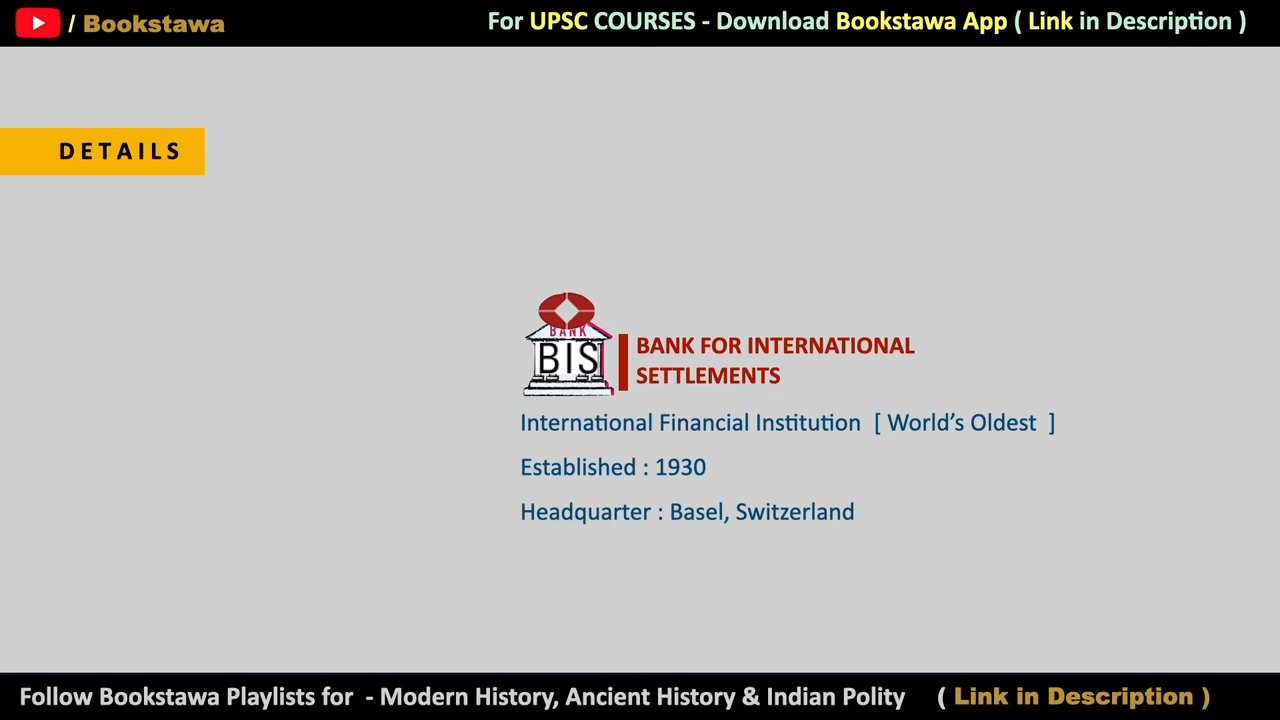 / Bookstawa
For UPSC COURSES - Download Bookstawa App ( Link in Description )
DETAILS
BANK
BIS
BANK FOR INTERNATIONAL
SETTLEMENTS
International Financial Institution [ World’s Oldest ]
Established : 1930
Headquarter : Basel, Switzerland
Follow Bookstawa Playlists for - Modern History, Ancient History & Indian Polity ( Link in Description )